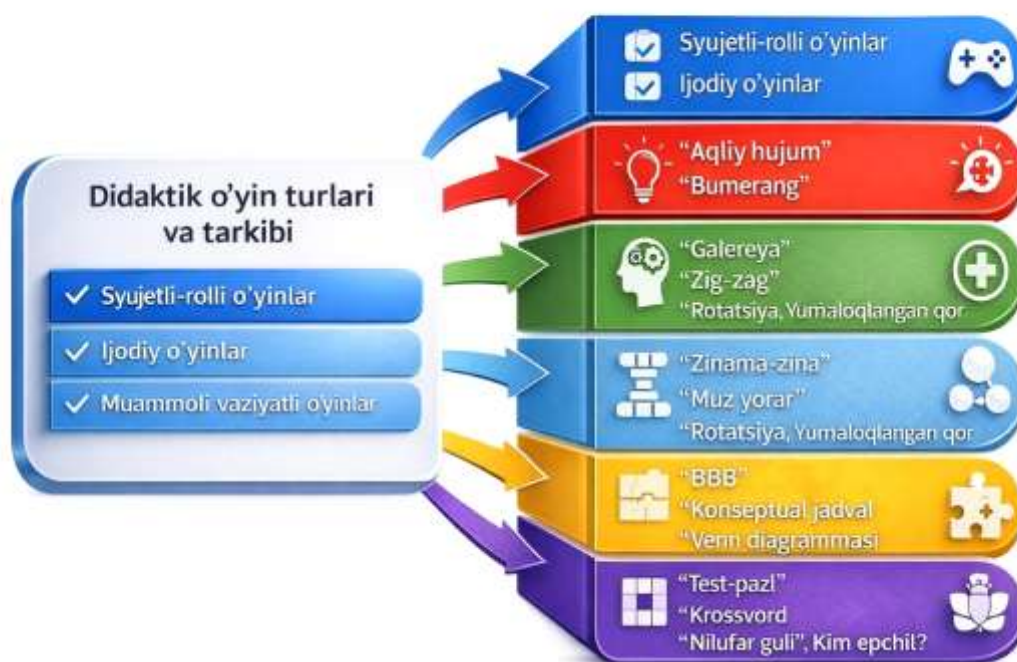 Didaktik o'yin turlari
va tarkibi
Syujetli-rolli o'yinlar
Ijodiy o'yinlar
Muammoli vaziyatli o'yinlar
Syujetli-rolli o'yinlar
Ijodiy o'yinlar
"Aqliy hujum"
"Bumerang"
"Galereya"
"Zig-zag"
"Rotatsiya, Yumaloqlangan qor
"Zinama-zina"
"Muz yorar"
"Rotatsiya, Yumaloqlangan qor
"BBB"
"Konseptual jadval
"Venn diagrammasi
"Test-pazl"
"Krossvord
"Nilufar guli", Kim epchil?